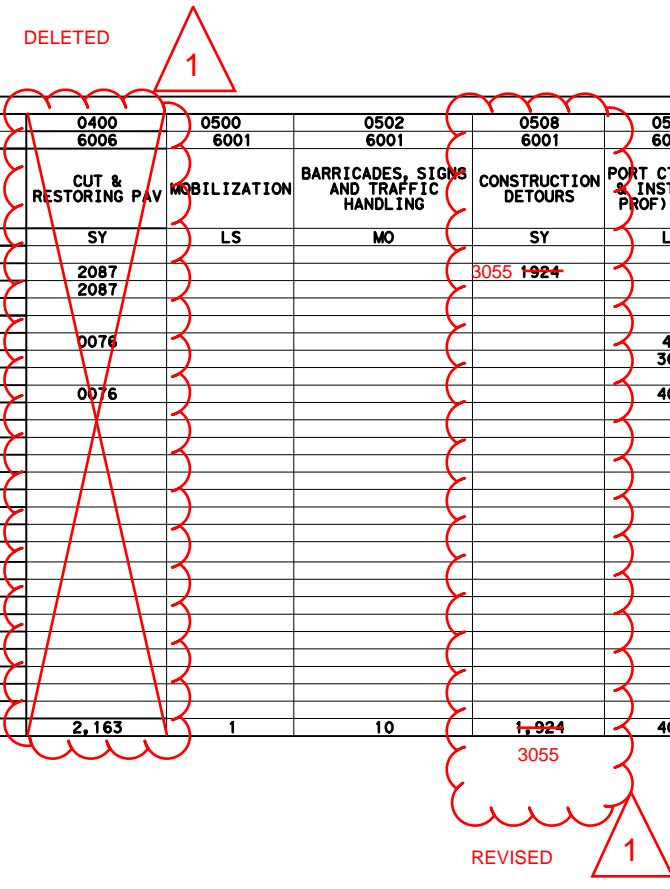 DELETED
1
0400 0500 0502 0508
6006 6001 6001 6001
CUT & RESTORING PAV
MOBILIZATION
BARRICADES, SIGNS AND TRAFFIC HANDLING
CONSTRUCTION DETOURS
PORT & PROF)
SY LS MO SY
2087 3055 1924
2087
0076
0076
2,163 1 10 1,924
3055
REVISED
1